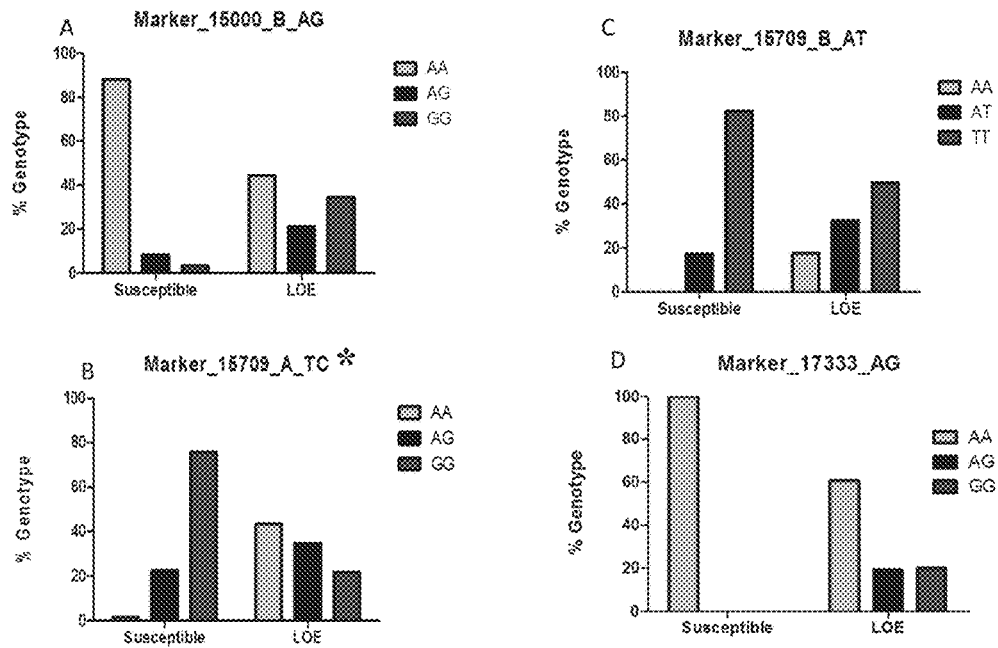 A
Marker_15000_B_AG
% Genotype
100
80
60
40
20
0
Susceptible
LOE
AA
AG
GG
C
Marker_15709_B_AT
% Genotype
100
80
60
40
20
0
Susceptible
LOE
AA
AT
TT
B
Marker_15709_A_TC *
% Genotype
100
80
60
40
20
0
Susceptible
LOE
AA
AG
GG
D
Marker_17333_AG
% Genotype
100
80
60
40
20
0
Susceptible
LOE
AA
AG
GG